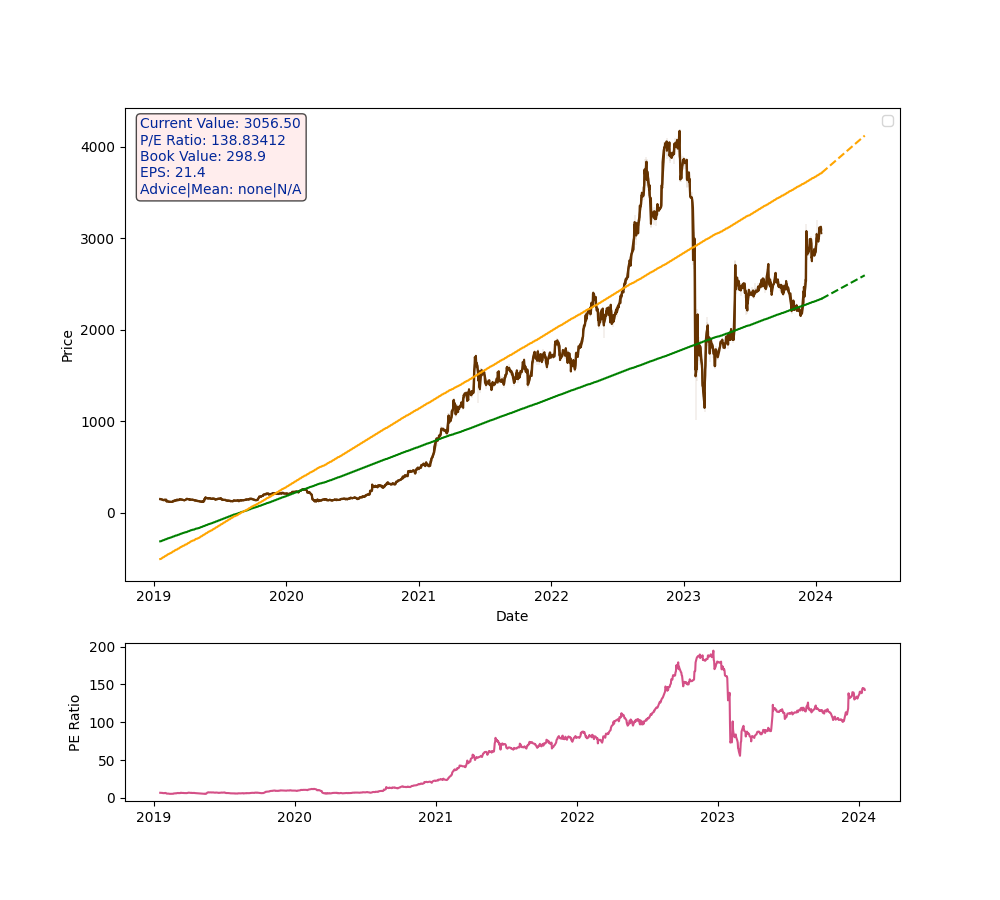 Current Value: 3056.50
P/E Ratio: 138.83412
Book Value: 298.9
EPS: 21.4
Advice|Mean: none|N/A
4000
3000
2000
1000
0
Price
2019 2020 2021 2022 2023 2024
Date
200
150
100
50
0
PE Ratio
2019 2020 2021 2022 2023 2024